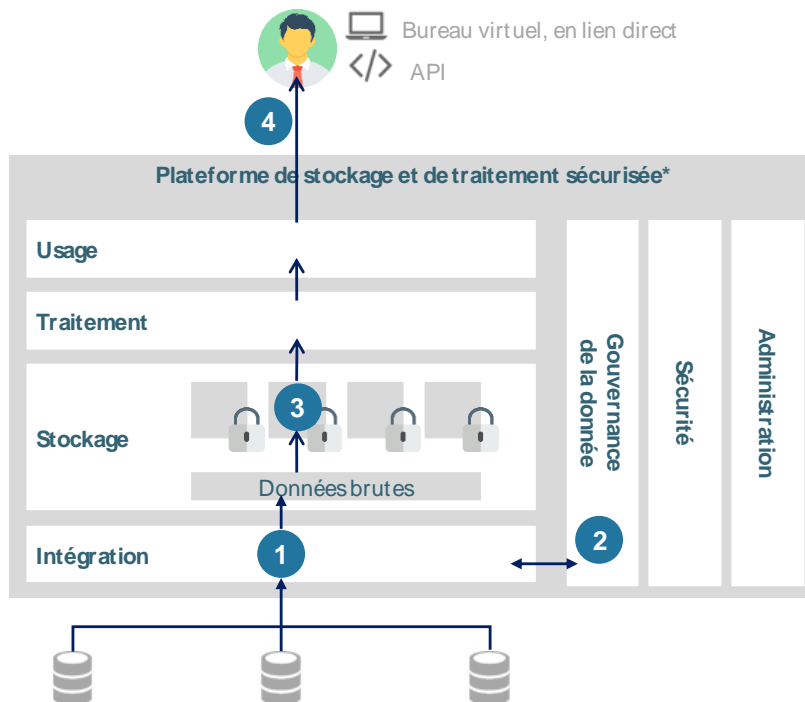 Bureau virtuel, en lien direct
API
4
Plateforme de stockage et de traitement sécurisée*
Usage
Traitement
Stockage
3
Données brutes
Intégration
1
2
Gouvernance
de la donnée
Sécurité
Administration